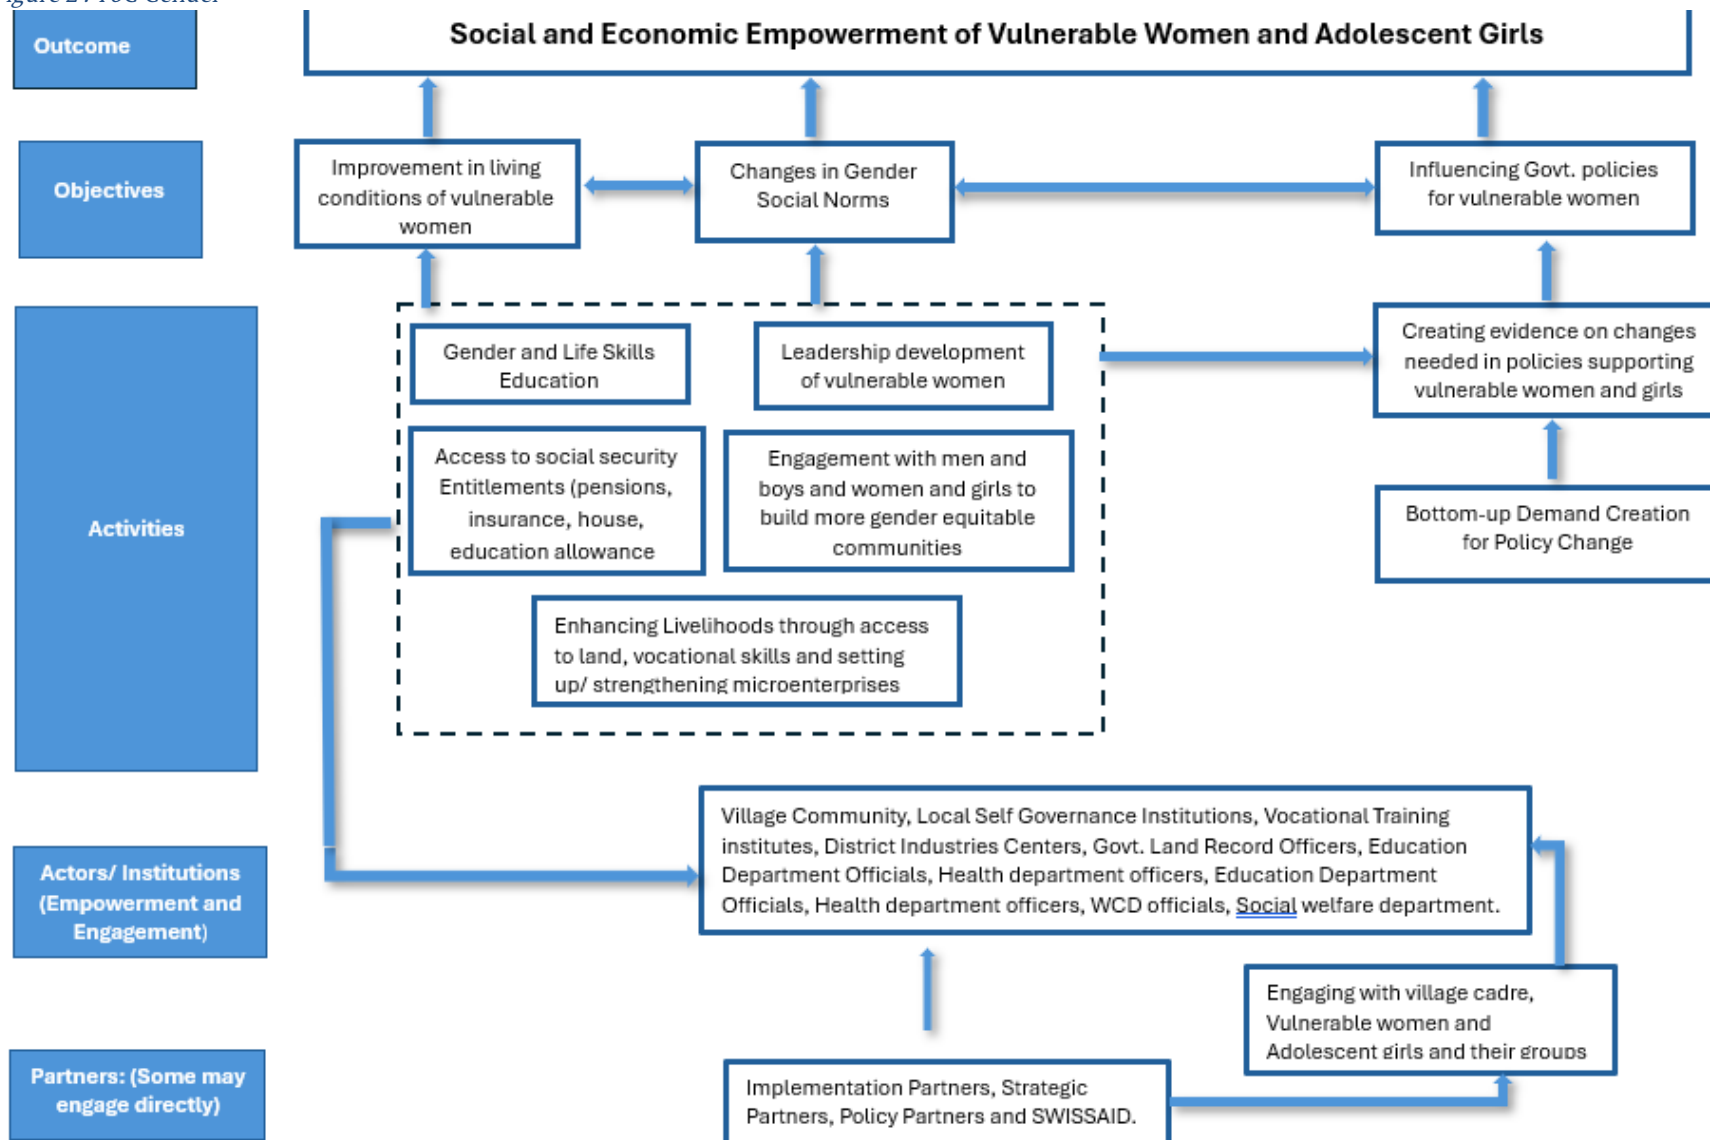 Outcome
Social and Economic Empowerment of Vulnerable Women and Adolescent Girls
Objectives
Improvement in living
conditions of vulnerable
women
Changes in Gender
Social Norms
Influencing Govt. policies
for vulnerable women
Activities
Gender and Life Skills
Education
Leadership development
of vulnerable women
Creating evidence on changes
needed in policies supporting
vulnerable women and girls
Access to social security
Entitlements (pensions,
insurance, house,
education allowance
Engagement with men and
boys and women and girls to
build more gender equitable
communities
Bottom-up Demand Creation
for Policy Change
Enhancing Livelihoods through access
to land, vocational skills and setting
up/ strengthening microenterprises
Actors/ Institutions
(Empowerment and
Engagement)
Village Community, Local Self Governance Institutions, Vocational Training
institutes, District Industries Centers, Govt. Land Record Officers, Education
Department Officials, Health department officers, Education Department
Officials, Health department officers, WCD officials, Social welfare department.
Engaging with village cadre,
Vulnerable women and
Adolescent girls and their groups
Partners: (Some may
engage directly)
Implementation Partners, Strategic
Partners, Policy Partners and SWISSAID.